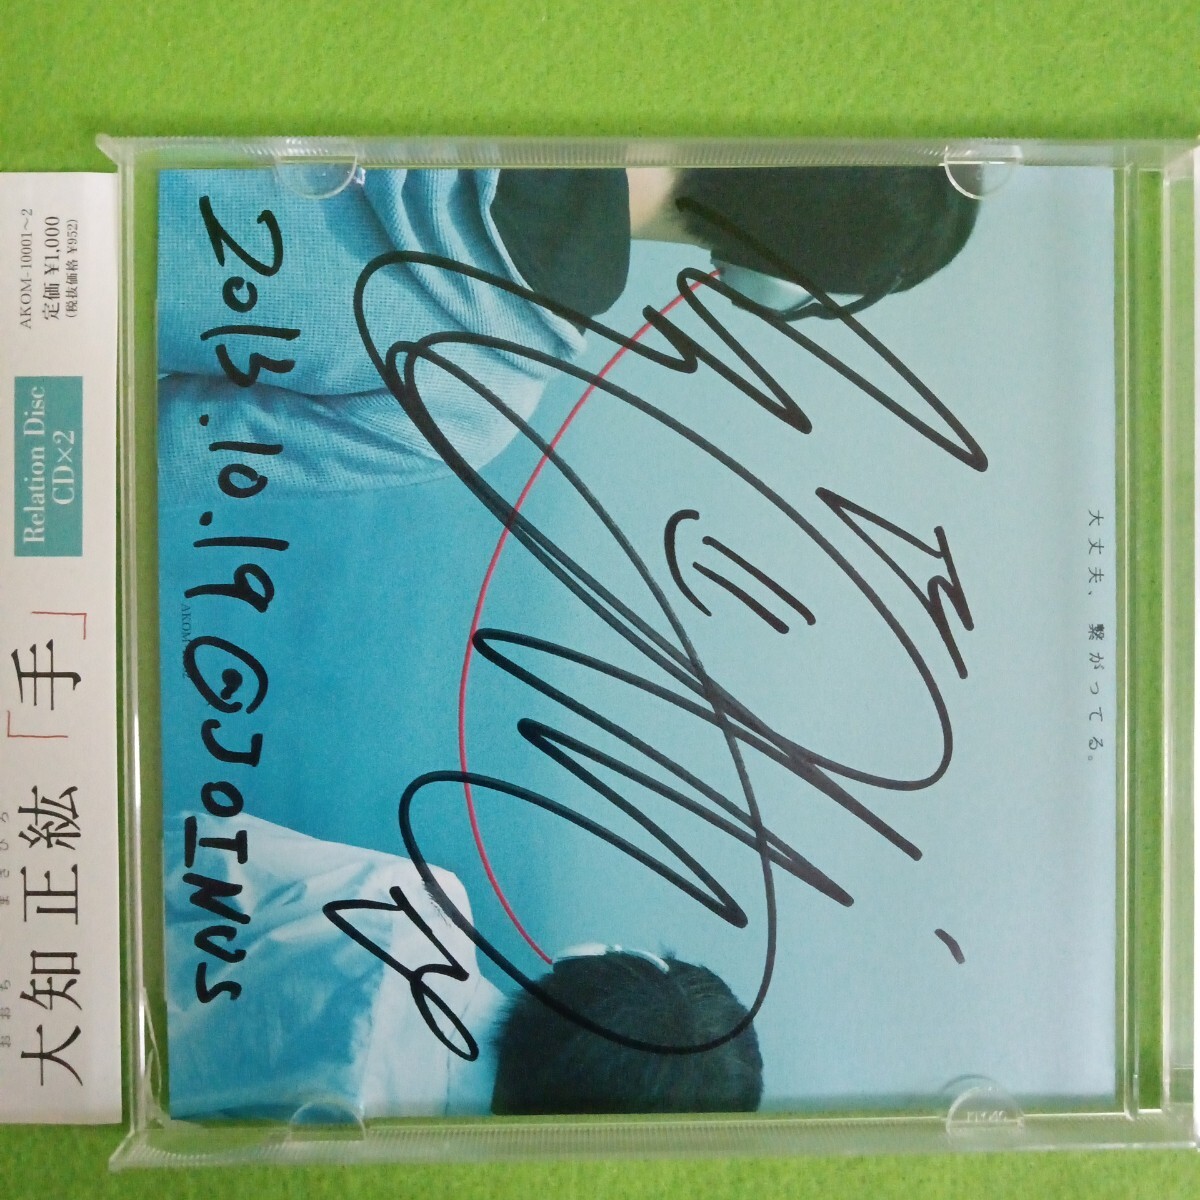 AKOM-10001～2
定価 ¥1,000
(税抜価格 ¥952)
Relation Disc
CD×2
大知正紘「手」
おおち まさひろ
大丈夫、繋がってる。
2013.10.19@JOINUS